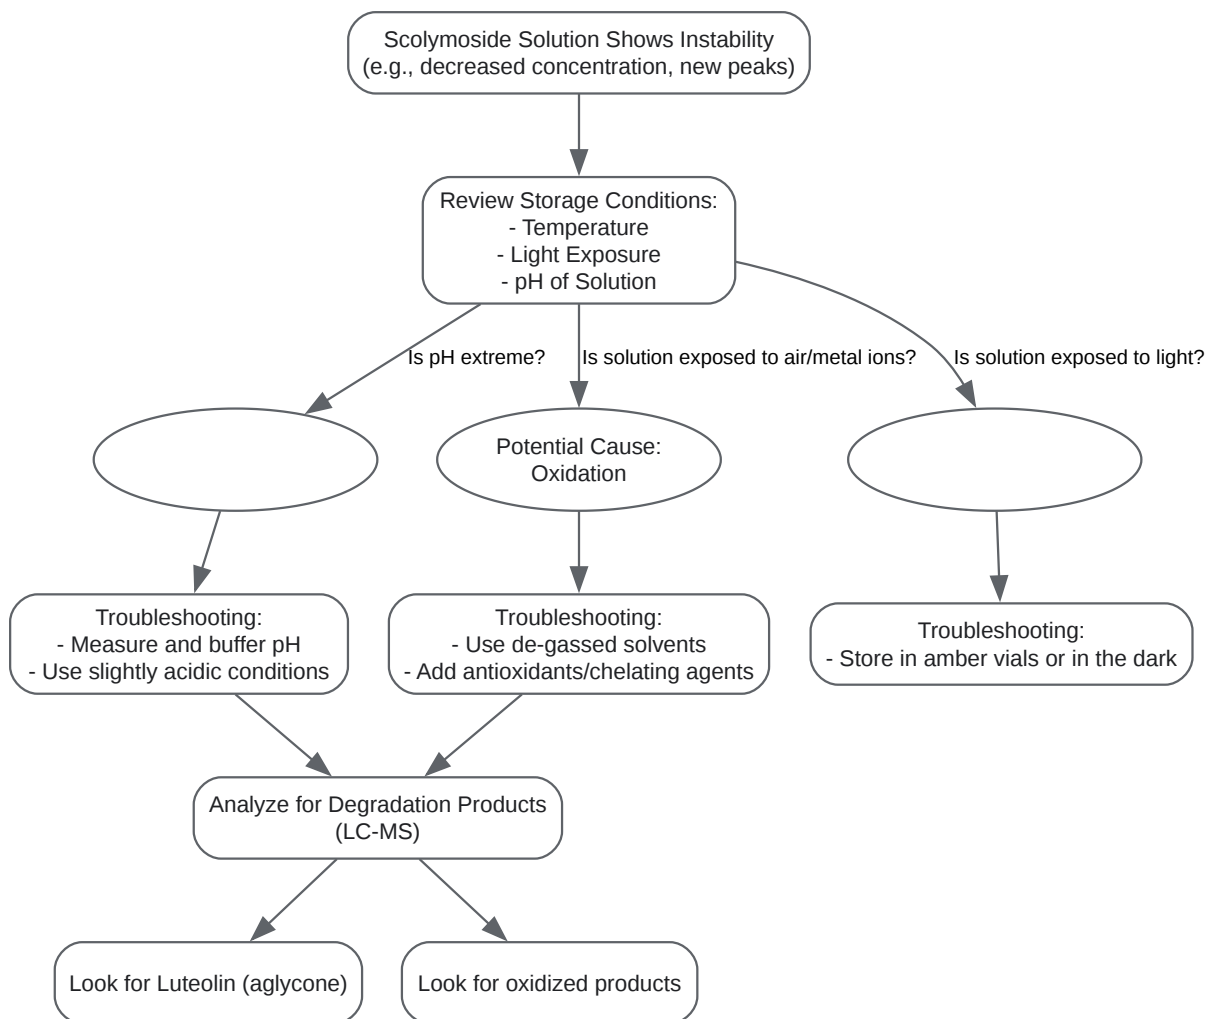 Scolymoside Solution Shows Instability
(e.g., decreased concentration, new peaks)
Review Storage Conditions:
- Temperature
- Light Exposure
- pH of Solution
Is pH extreme?
Is solution exposed to air/metal ions?
Is solution exposed to light?
Potential Cause:
Oxidation
Troubleshooting:
- Measure and buffer pH
- Use slightly acidic conditions
Troubleshooting:
- Use de-gassed solvents
- Add antioxidants/chelating agents
Troubleshooting:
- Store in amber vials or in the dark
Analyze for Degradation Products
(LC-MS)
Look for Luteolin (aglycone)
Look for oxidized products